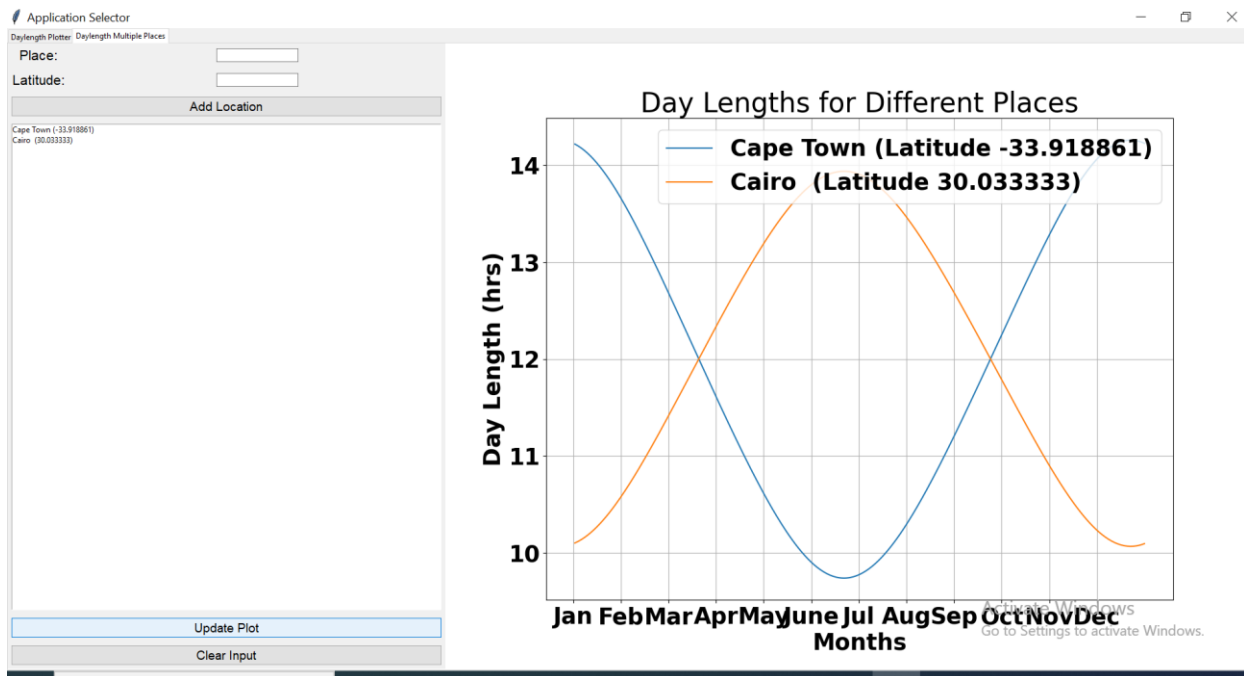 Application Selector
Daylength Plotter Daylength Multiple Places
Place:
Latitude:
Add Location
Cape Town (-33.918861)
Cairo  (30.033333)
Update Plot
Clear Input
Day Lengths for Different Places
Cape Town (Latitude -33.918861)
Cairo  (Latitude 30.033333)
Day Length (hrs)
14
13
12
11
10
Jan Feb Mar Apr May June Jul Aug Sep Oct Nov Dec
Months
Activate Windows
Go to Settings to activate Windows.